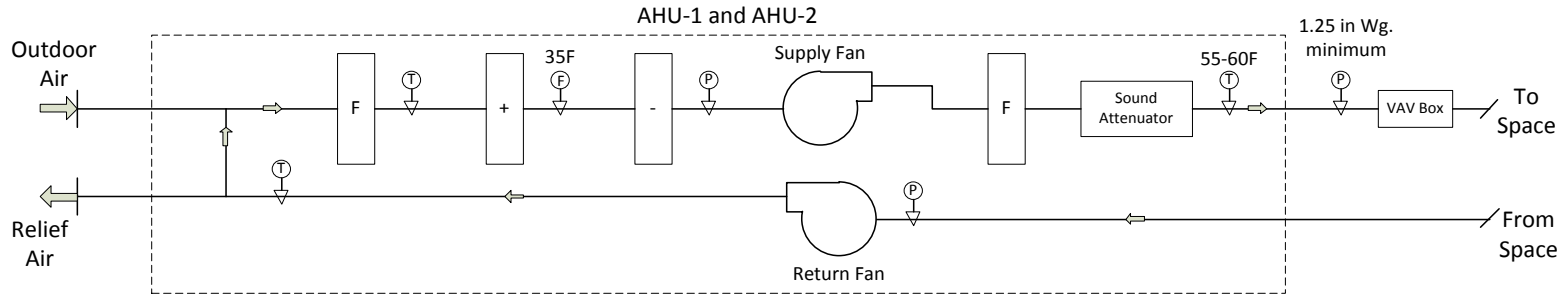 AHU-1 and AHU-2
Outdoor
Air
F
T
+
35F
F
-
P
Supply Fan
F
Sound
Attenuator
55-60F
T
1.25 in Wg.
minimum
P
VAV Box
To
Space
Relief
Air
T
Return Fan
P
From
Space